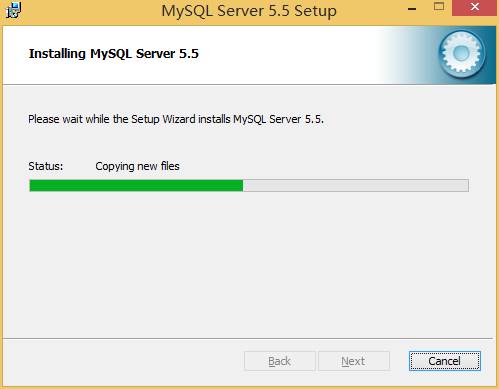 MySQL Server 5.5 Setup
Installing MySQL Server 5.5
Please wait while the Setup Wizard installs MySQL Server 5.5.
Status: Copying new files
Back Next Cancel